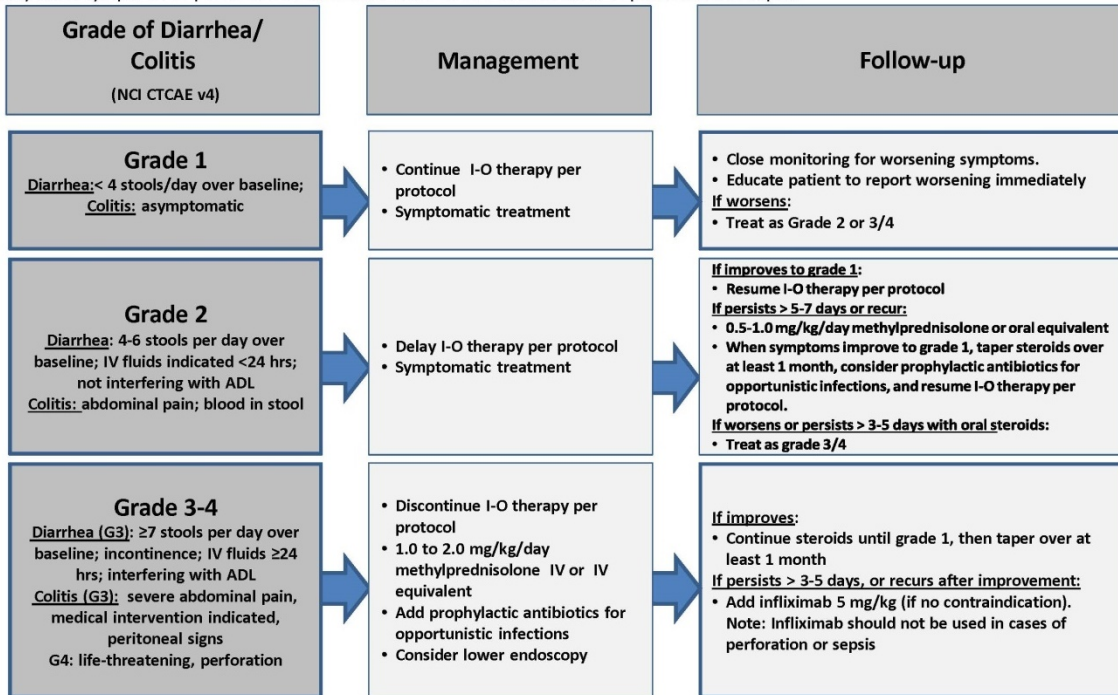 Grade of Diarrhea/
Colitis
(NCI CTCAE v4)
Management
Follow-up
Grade 1
Diarrhea:< 4 stools/day over baseline;
Colitis: asymptomatic
• Continue I-O therapy per
protocol
• Symptomatic treatment
• Close monitoring for worsening symptoms.
• Educate patient to report worsening immediately
If worsens:
• Treat as Grade 2 or 3/4
Grade 2
Diarrhea: 4-6 stools per day over
baseline; IV fluids indicated <24 hrs;
not interfering with ADL
Colitis: abdominal pain; blood in stool
• Delay I-O therapy per protocol
• Symptomatic treatment
If improves to grade 1:
• Resume I-O therapy per protocol
If persists > 5-7 days or recur:
• 0.5-1.0 mg/kg/day methylprednisolone or oral equivalent
• When symptoms improve to grade 1, taper steroids over
at least 1 month, consider prophylactic antibiotics for
opportunistic infections, and resume I-O therapy per
protocol.
If worsens or persists > 3-5 days with oral steroids:
• Treat as grade 3/4
Grade 3-4
Diarrhea (G3): ≥7 stools per day over
baseline; incontinence; IV fluids ≥24
hrs; interfering with ADL
Colitis (G3): severe abdominal pain,
medical intervention indicated,
peritoneal signs
G4: life-threatening, perforation
• Discontinue I-O therapy per
protocol
• 1.0 to 2.0 mg/kg/day
methylprednisolone IV or IV
equivalent
• Add prophylactic antibiotics for
opportunistic infections
• Consider lower endoscopy
If improves:
• Continue steroids until grade 1, then taper over at
least 1 month
If persists > 3-5 days, or recurs after improvement:
• Add infliximab 5 mg/kg (if no contraindication).
Note: Infliximab should not be used in cases of
perforation or sepsis